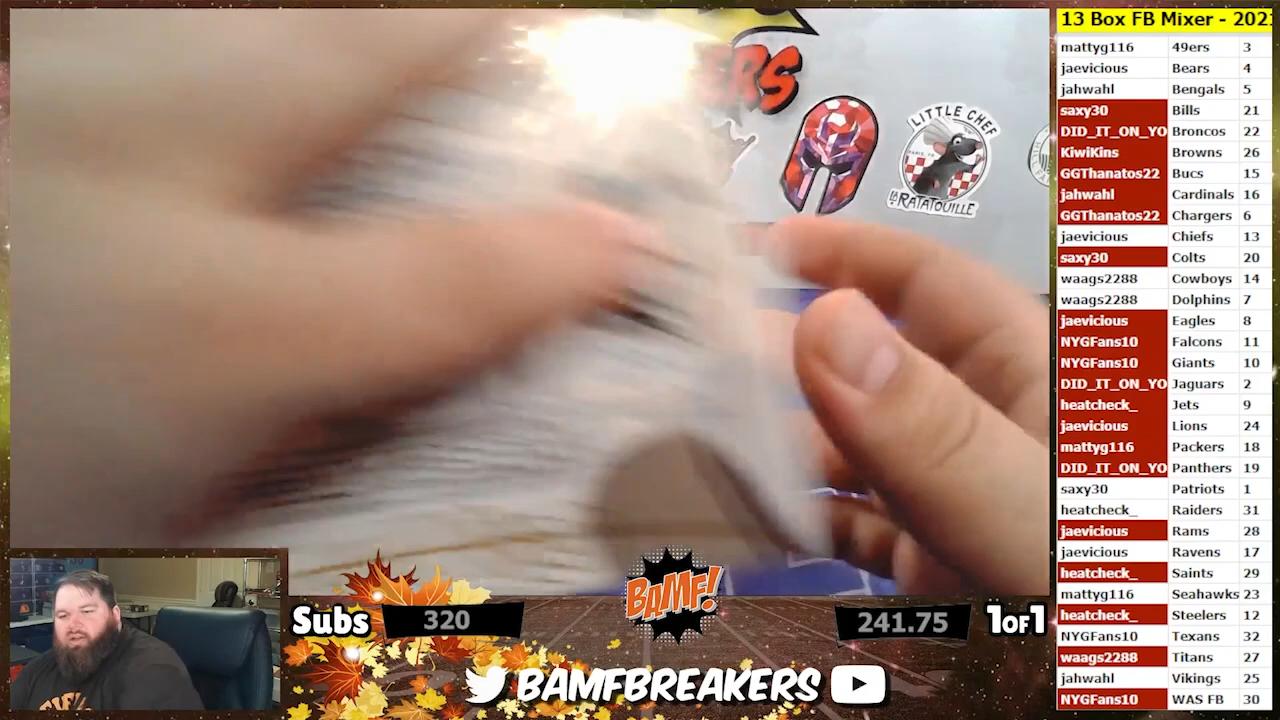 ERS
LITTLE CHEF
LA RATATOUILLE
13 Box FB Mixer - 202
mattyg116 49ers 3
jaevicious Bears 4
jahwahl Bengals 5
saxy30 Bills 21
DID_IT_ON_YO Broncos 22
KiwiKins Browns 26
GGThanatos22 Bucs 15
jahwahl Cardinals 16
GGThanatos22 Chargers 6
jaevicious Chiefs 13
saxy30 Colts 20
waags2288 Cowboys 14
waags2288 Dolphins 7
jaevicious Eagles 8
NYGFans10 Falcons 11
NYGFans10 Giants 10
DID_IT_ON_YO Jaguars 2
heatcheck_ Jets 9
jaevicious Lions 24
mattyg116 Packers 18
DID_IT_ON_YO Panthers 19
saxy30 Patriots 1
heatcheck_ Raiders 31
jaevicious Rams 28
jaevicious Ravens 17
heatcheck_ Saints 29
mattyg116 Seahawks 23
heatcheck_ Steelers 12
NYGFans10 Texans 32
waags2288 Titans 27
jahwahl Vikings 25
NYGFans10 WAS FB 30
Subs 320
BAMF!
241.75 1of1
BAMFBREAKERS